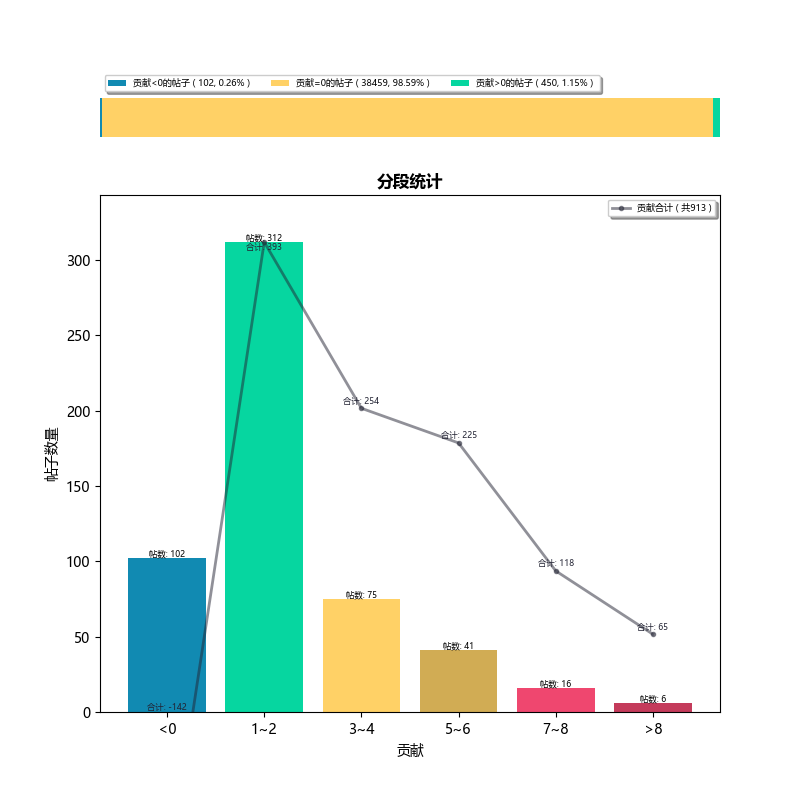 贡献<0的帖子 ( 102, 0.26% ) 贡献=0的帖子 ( 38459, 98.59% ) 贡献>0的帖子 ( 450, 1.15% )
分段统计
贡献合计 ( 共913 )
帖数: 312
合计: 393
300
250
合计: 254
200
合计: 225
帖子数量
150
帖数: 102
合计: 118
100
帖数: 75
帖数: 41
合计: 65
50
帖数: 16
帖数: 6
合计: -142
0
<0 1~2 3~4 5~6 7~8 >8
贡献